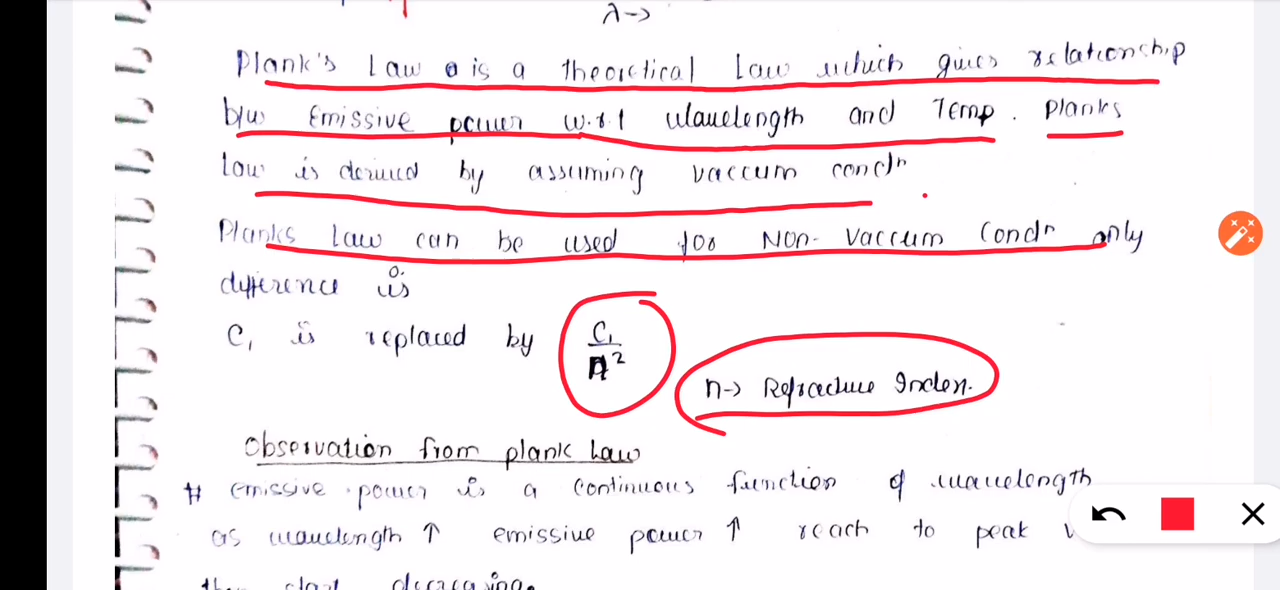 λ→
Plank's Law is a theoretical Law which gives relationship
b/w Emissive power w.r.t wavelength and Temp. Planks
Law is derived by assuming vaccum condn
Planks Law can be used for Non-vaccum Condn only
difference is
C₁ is replaced by C₁/n²
n→ Refractive Index.
Observation from plank Law
# emissive power is a continuous function of wavelength
as wavelength ↑ emissive power ↑ reach to peak
then start decreasing.